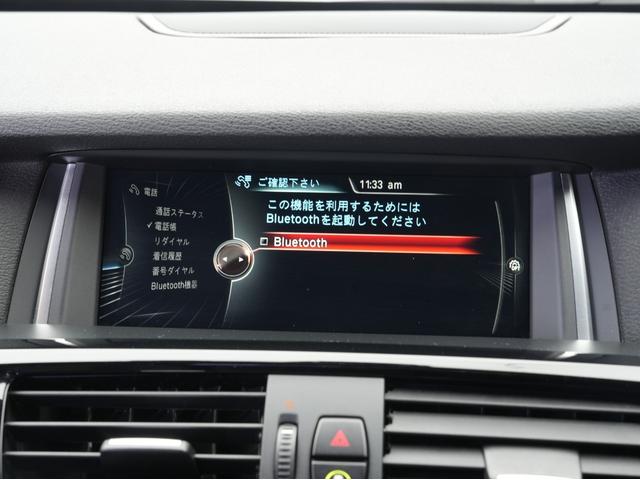 電話
通話ステータス
✓電話帳
リダイヤル
着信履歴
番号ダイヤル
Bluetooth機器
ご確認下さい
11:33 am
この機能を利用するためには
Bluetoothを起動してください
Bluetooth